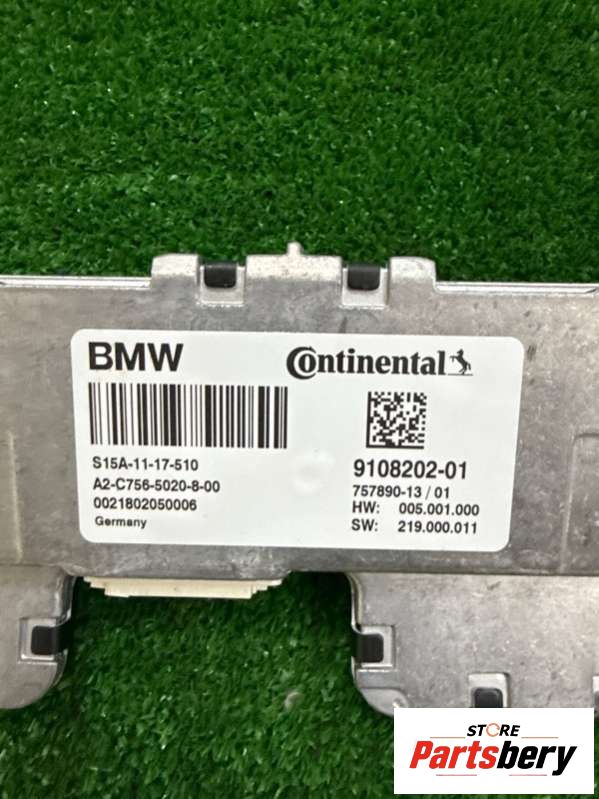 BMW
Continental
S15A-11-17-510
A2-C756-5020-8-00
0021802050006
Germany
9108202-01
757890-13 / 01
HW: 005.001.000
SW: 219.000.011
STORE
Partsbery